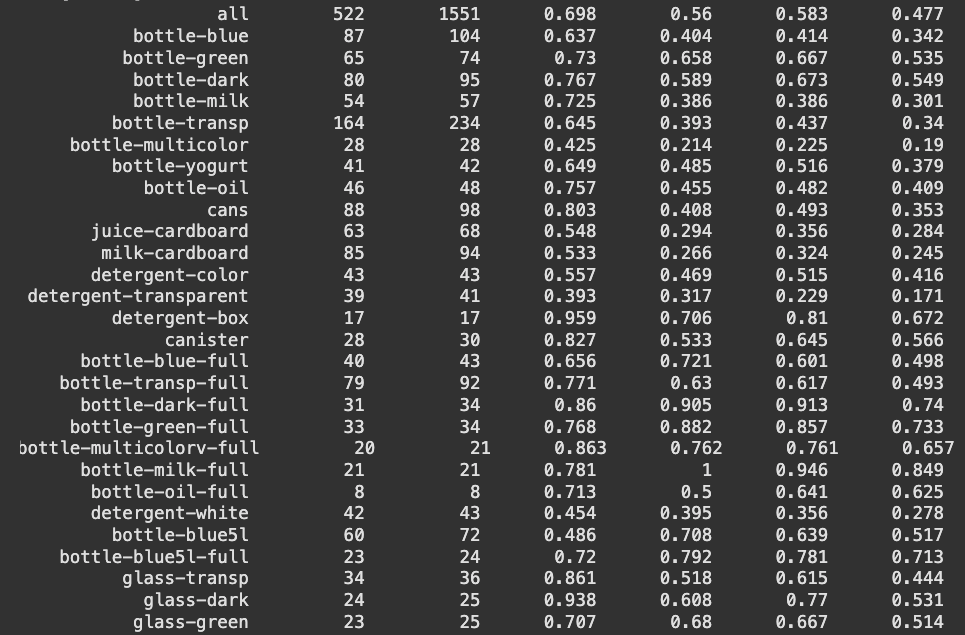 all 522 1551 0.698 0.56 0.583 0.477
bottle-blue 87 104 0.637 0.404 0.414 0.342
bottle-green 65 74 0.73 0.658 0.667 0.535
bottle-dark 80 95 0.767 0.589 0.673 0.549
bottle-milk 54 57 0.725 0.386 0.386 0.301
bottle-transp 164 234 0.645 0.393 0.437 0.34
bottle-multicolor 28 28 0.425 0.214 0.225 0.19
bottle-yogurt 41 42 0.649 0.485 0.516 0.379
bottle-oil 46 48 0.757 0.455 0.482 0.409
cans 88 98 0.803 0.408 0.493 0.353
juice-cardboard 63 68 0.548 0.294 0.356 0.284
milk-cardboard 85 94 0.533 0.266 0.324 0.245
detergent-color 43 43 0.557 0.469 0.515 0.416
detergent-transparent 39 41 0.393 0.317 0.229 0.171
detergent-box 17 17 0.959 0.706 0.81 0.672
canister 28 30 0.827 0.533 0.645 0.566
bottle-blue-full 40 43 0.656 0.721 0.601 0.498
bottle-transp-full 79 92 0.771 0.63 0.617 0.493
bottle-dark-full 31 34 0.86 0.905 0.913 0.74
bottle-green-full 33 34 0.768 0.882 0.857 0.733
bottle-multicolorv-full 20 21 0.863 0.762 0.761 0.657
bottle-milk-full 21 21 0.781 1 0.946 0.849
bottle-oil-full 8 8 0.713 0.5 0.641 0.625
detergent-white 42 43 0.454 0.395 0.356 0.278
bottle-blue5l 60 72 0.486 0.708 0.639 0.517
bottle-blue5l-full 23 24 0.72 0.792 0.781 0.713
glass-transp 34 36 0.861 0.518 0.615 0.444
glass-dark 24 25 0.938 0.608 0.77 0.531
glass-green 23 25 0.707 0.68 0.667 0.514